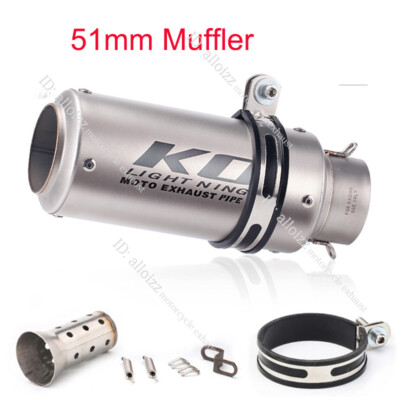 51mm Muffler
KO
LIGHT NING
MOTO EXHAUST PIPE
ID: alloizz motorcycle exhaust
ID: alloizz motorcycle exhaust
ID: alloizz motorcycle exhaust